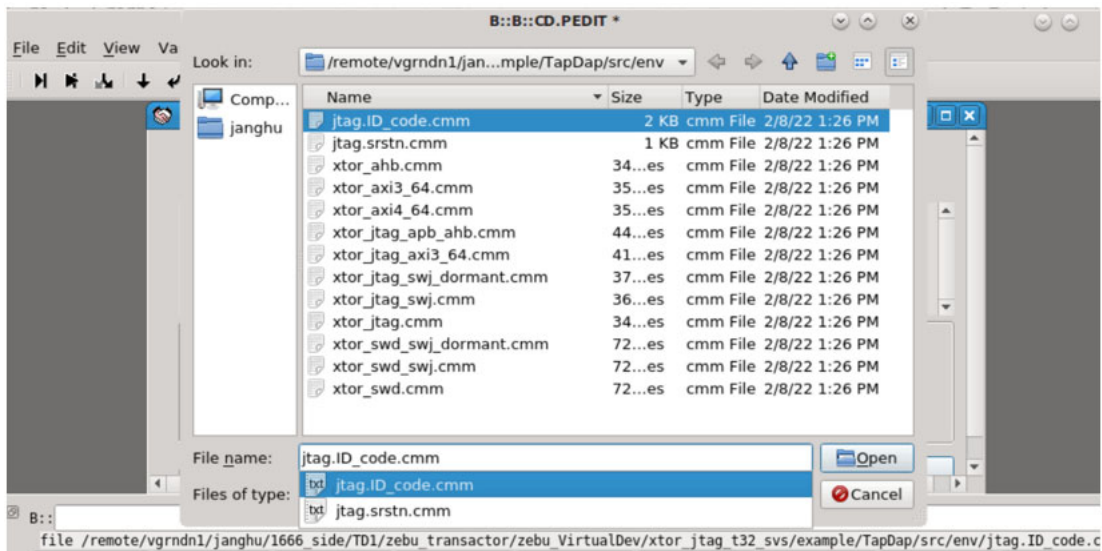 B::B::CD.PEDIT *
File Edit View Va
Look in:
/remote/vgrndn1/jan...mple/TapDap/src/env
Comp...
janghu
Name Size Type Date Modified
jtag.ID_code.cmm 2 KB cmm File 2/8/22 1:26 PM
jtag.srstn.cmm 1 KB cmm File 2/8/22 1:26 PM
xtor_ahb.cmm 34...es cmm File 2/8/22 1:26 PM
xtor_axi3_64.cmm 35...es cmm File 2/8/22 1:26 PM
xtor_axi4_64.cmm 35...es cmm File 2/8/22 1:26 PM
xtor_jtag_apb_ahb.cmm 44...es cmm File 2/8/22 1:26 PM
xtor_jtag_axi3_64.cmm 41...es cmm File 2/8/22 1:26 PM
xtor_jtag_swj_dormant.cmm 37...es cmm File 2/8/22 1:26 PM
xtor_jtag_swj.cmm 36...es cmm File 2/8/22 1:26 PM
xtor_jtag.cmm 34...es cmm File 2/8/22 1:26 PM
xtor_swd_swj_dormant.cmm 72...es cmm File 2/8/22 1:26 PM
xtor_swd_swj.cmm 72...es cmm File 2/8/22 1:26 PM
xtor_swd.cmm 72...es cmm File 2/8/22 1:26 PM
File name: jtag.ID_code.cmm Open
Files of type: txt jtag.ID_code.cmm Cancel
txt jtag.srstn.cmm
B::
file /remote/vgrndn1/janghu/1666_side/TD1/zebu_transactor/zebu_VirtualDev/xtor_jtag_t32_svs/example/TapDap/src/env/jtag.ID_code.c